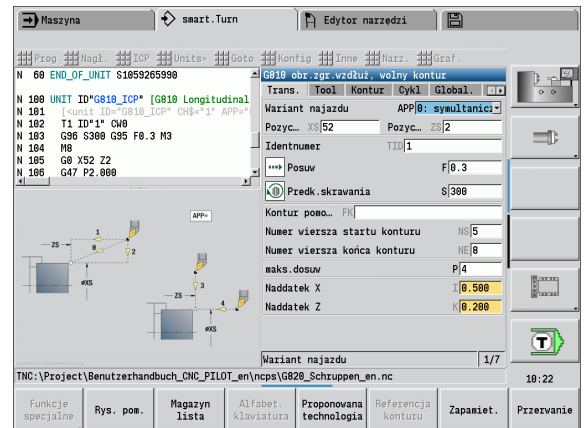 Maszyna
smart.Turn
Edytor narzędzi
Prog Nagł. ICP Units» Goto Konfig Inne Narz. Graf.
N 60 END_OF_UNIT S1059265990
N 100 UNIT ID"G810_ICP" [G810 Longitudinal
N 101 [<unit ID="G810_ICP" CH$="1" APP="
N 102 T1 ID"1" CW0
N 103 G96 S300 G95 F0.3 M3
N 104 M8
N 105 G0 X52 Z2
N 106 G47 P2.000
G810 obr.zgr.wzdłuż, wolny kontur
Trans. Tool Kontur Cykl Global.
Wariant najazdu APP 0: symultanicz
Pozyc… XS 52 Pozyc… ZS 2
Identnumer TID 1
Posuw F 0.3
Predk.skrawania S 300
Kontur pomo… FK
Numer wiersza startu konturu NS 5
Numer wiersza końca konturu NE 8
maks.dosuw P 4
Naddatek X I 0.500
Naddatek Z K 0.200
Wariant najazdu 1/7
APP=
1
ZS
0
2
øXS
3
ZS
4
øXS
T
TNC:\Project\Benutzerhandbuch_CNC_PILOT_en\ncps\G820_Schruppen_en.nc
10:22
Funkcje specjalne
Rys. pom.
Magazyn lista
Alfabet. klawiatura
Proponowana technologia
Referencja konturu
Zapamiet.
Przerwanie